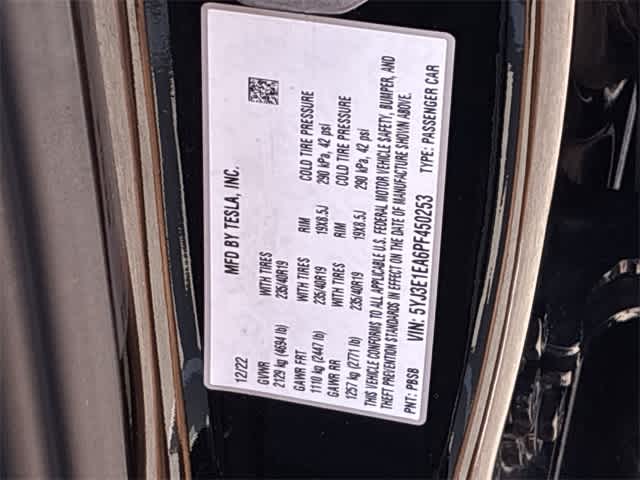 MFD BY TESLA, INC.
12/22
GVWR WITH TIRES
2129 kg (4694 lb) 235/40R19
GAWR FRT WITH TIRES RIM COLD TIRE PRESSURE
1110 kg (2447 lb) 235/40R19 19X8.5J 290 kPa, 42 psi
GAWR RR WITH TIRES RIM COLD TIRE PRESSURE
1257 kg (2771 lb) 235/40R19 19X8.5J 290 kPa, 42 psi
THIS VEHICLE CONFORMS TO ALL APPLICABLE U.S. FEDERAL MOTOR VEHICLE SAFETY, BUMPER, AND
THEFT PREVENTION STANDARDS IN EFFECT ON THE DATE OF MANUFACTURE SHOWN ABOVE.
PNT: PBSB VIN: 5YJ3E1EA6PF450253 TYPE: PASSENGER CAR